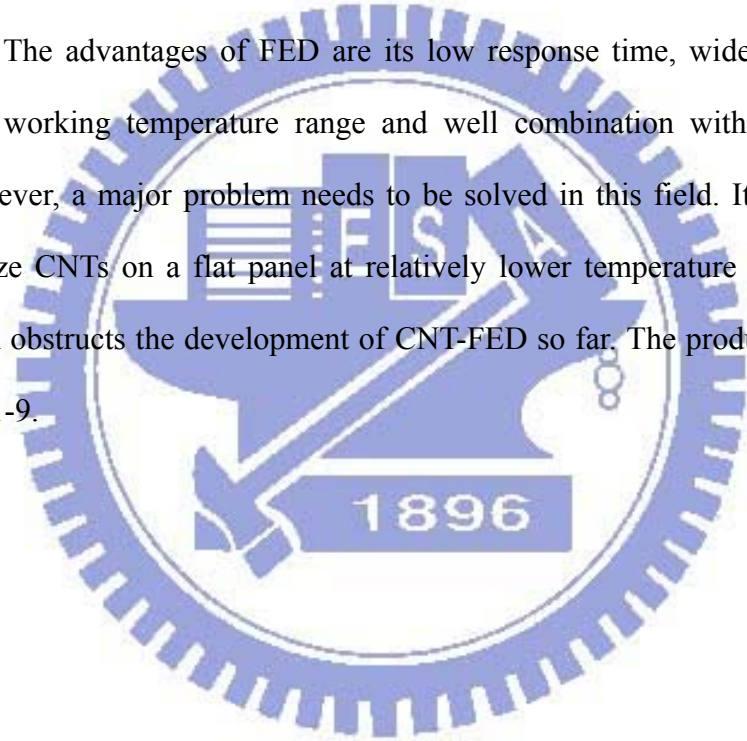 The advantages of FED are its low response time, wide
working temperature range and well combination with
ever, a major problem needs to be solved in this field. It
ze CNTs on a flat panel at relatively lower temperature
obstructs the development of CNT-FED so far. The produ
-9.
E S A
1896